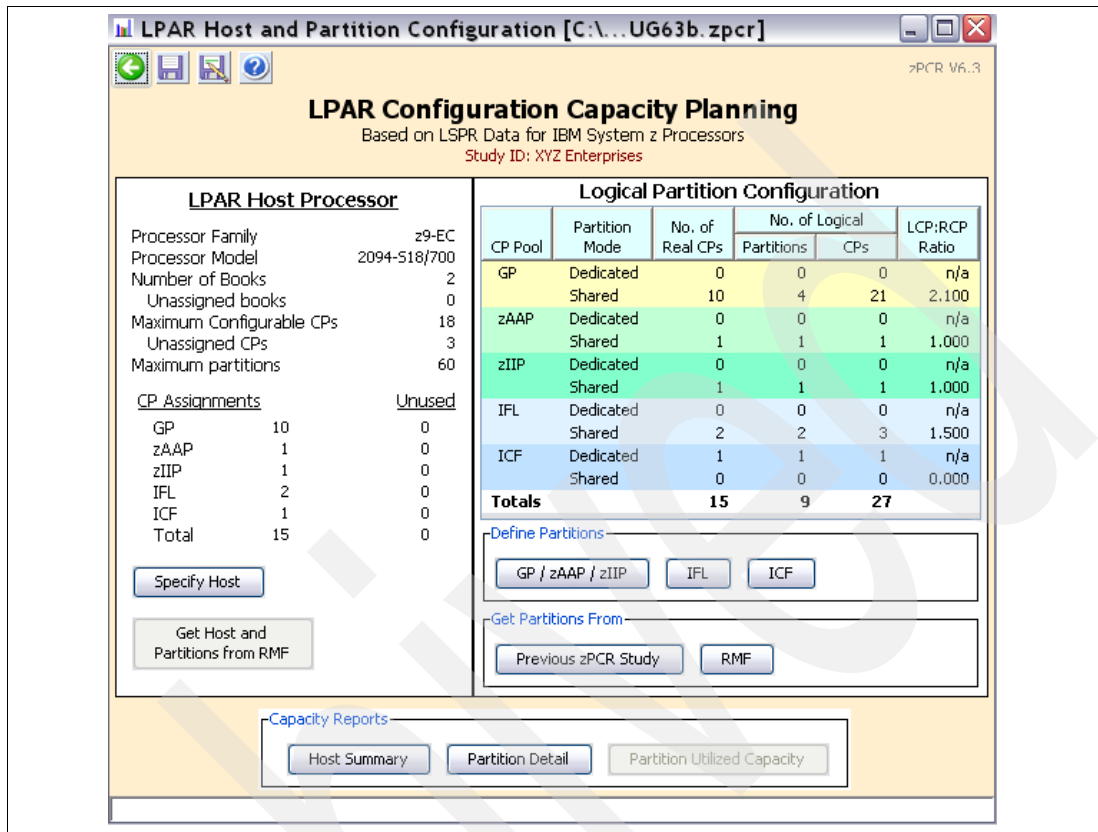 LPAR Host and Partition Configuration [C:\...UG63b.zpcr]
zPCR V6.3
LPAR Configuration Capacity Planning
Based on LSPR Data for IBM System z Processors
Study ID: XYZ Enterprises
LPAR Host Processor
Processor Family z9-EC
Processor Model 2094-S18/700
Number of Books 2
Unassigned books 0
Maximum Configurable CPs 18
Unassigned CPs 3
Maximum partitions 60
CP Assignments Unused
GP 10 0
zAAP 1 0
zIIP 1 0
IFL 2 0
ICF 1 0
Total 15 0
Specify Host
Get Host and
Partitions from RMF
Logical Partition Configuration
CP Pool Partition Mode No. of Real CPs No. of Logical Partitions CPs LCP:RCP Ratio
GP Dedicated 0 0 0 n/a
Shared 10 4 21 2.100
zAAP Dedicated 0 0 0 n/a
Shared 1 1 1 1.000
zIIP Dedicated 0 0 0 n/a
Shared 1 1 1 1.000
IFL Dedicated 0 0 0 n/a
Shared 2 2 3 1.500
ICF Dedicated 1 1 1 n/a
Shared 0 0 0 0.000
Totals 15 9 27
Define Partitions
GP / zAAP / zIIP IFL ICF
Get Partitions From
Previous zPCR Study RMF
Capacity Reports
Host Summary Partition Detail Partition Utilized Capacity